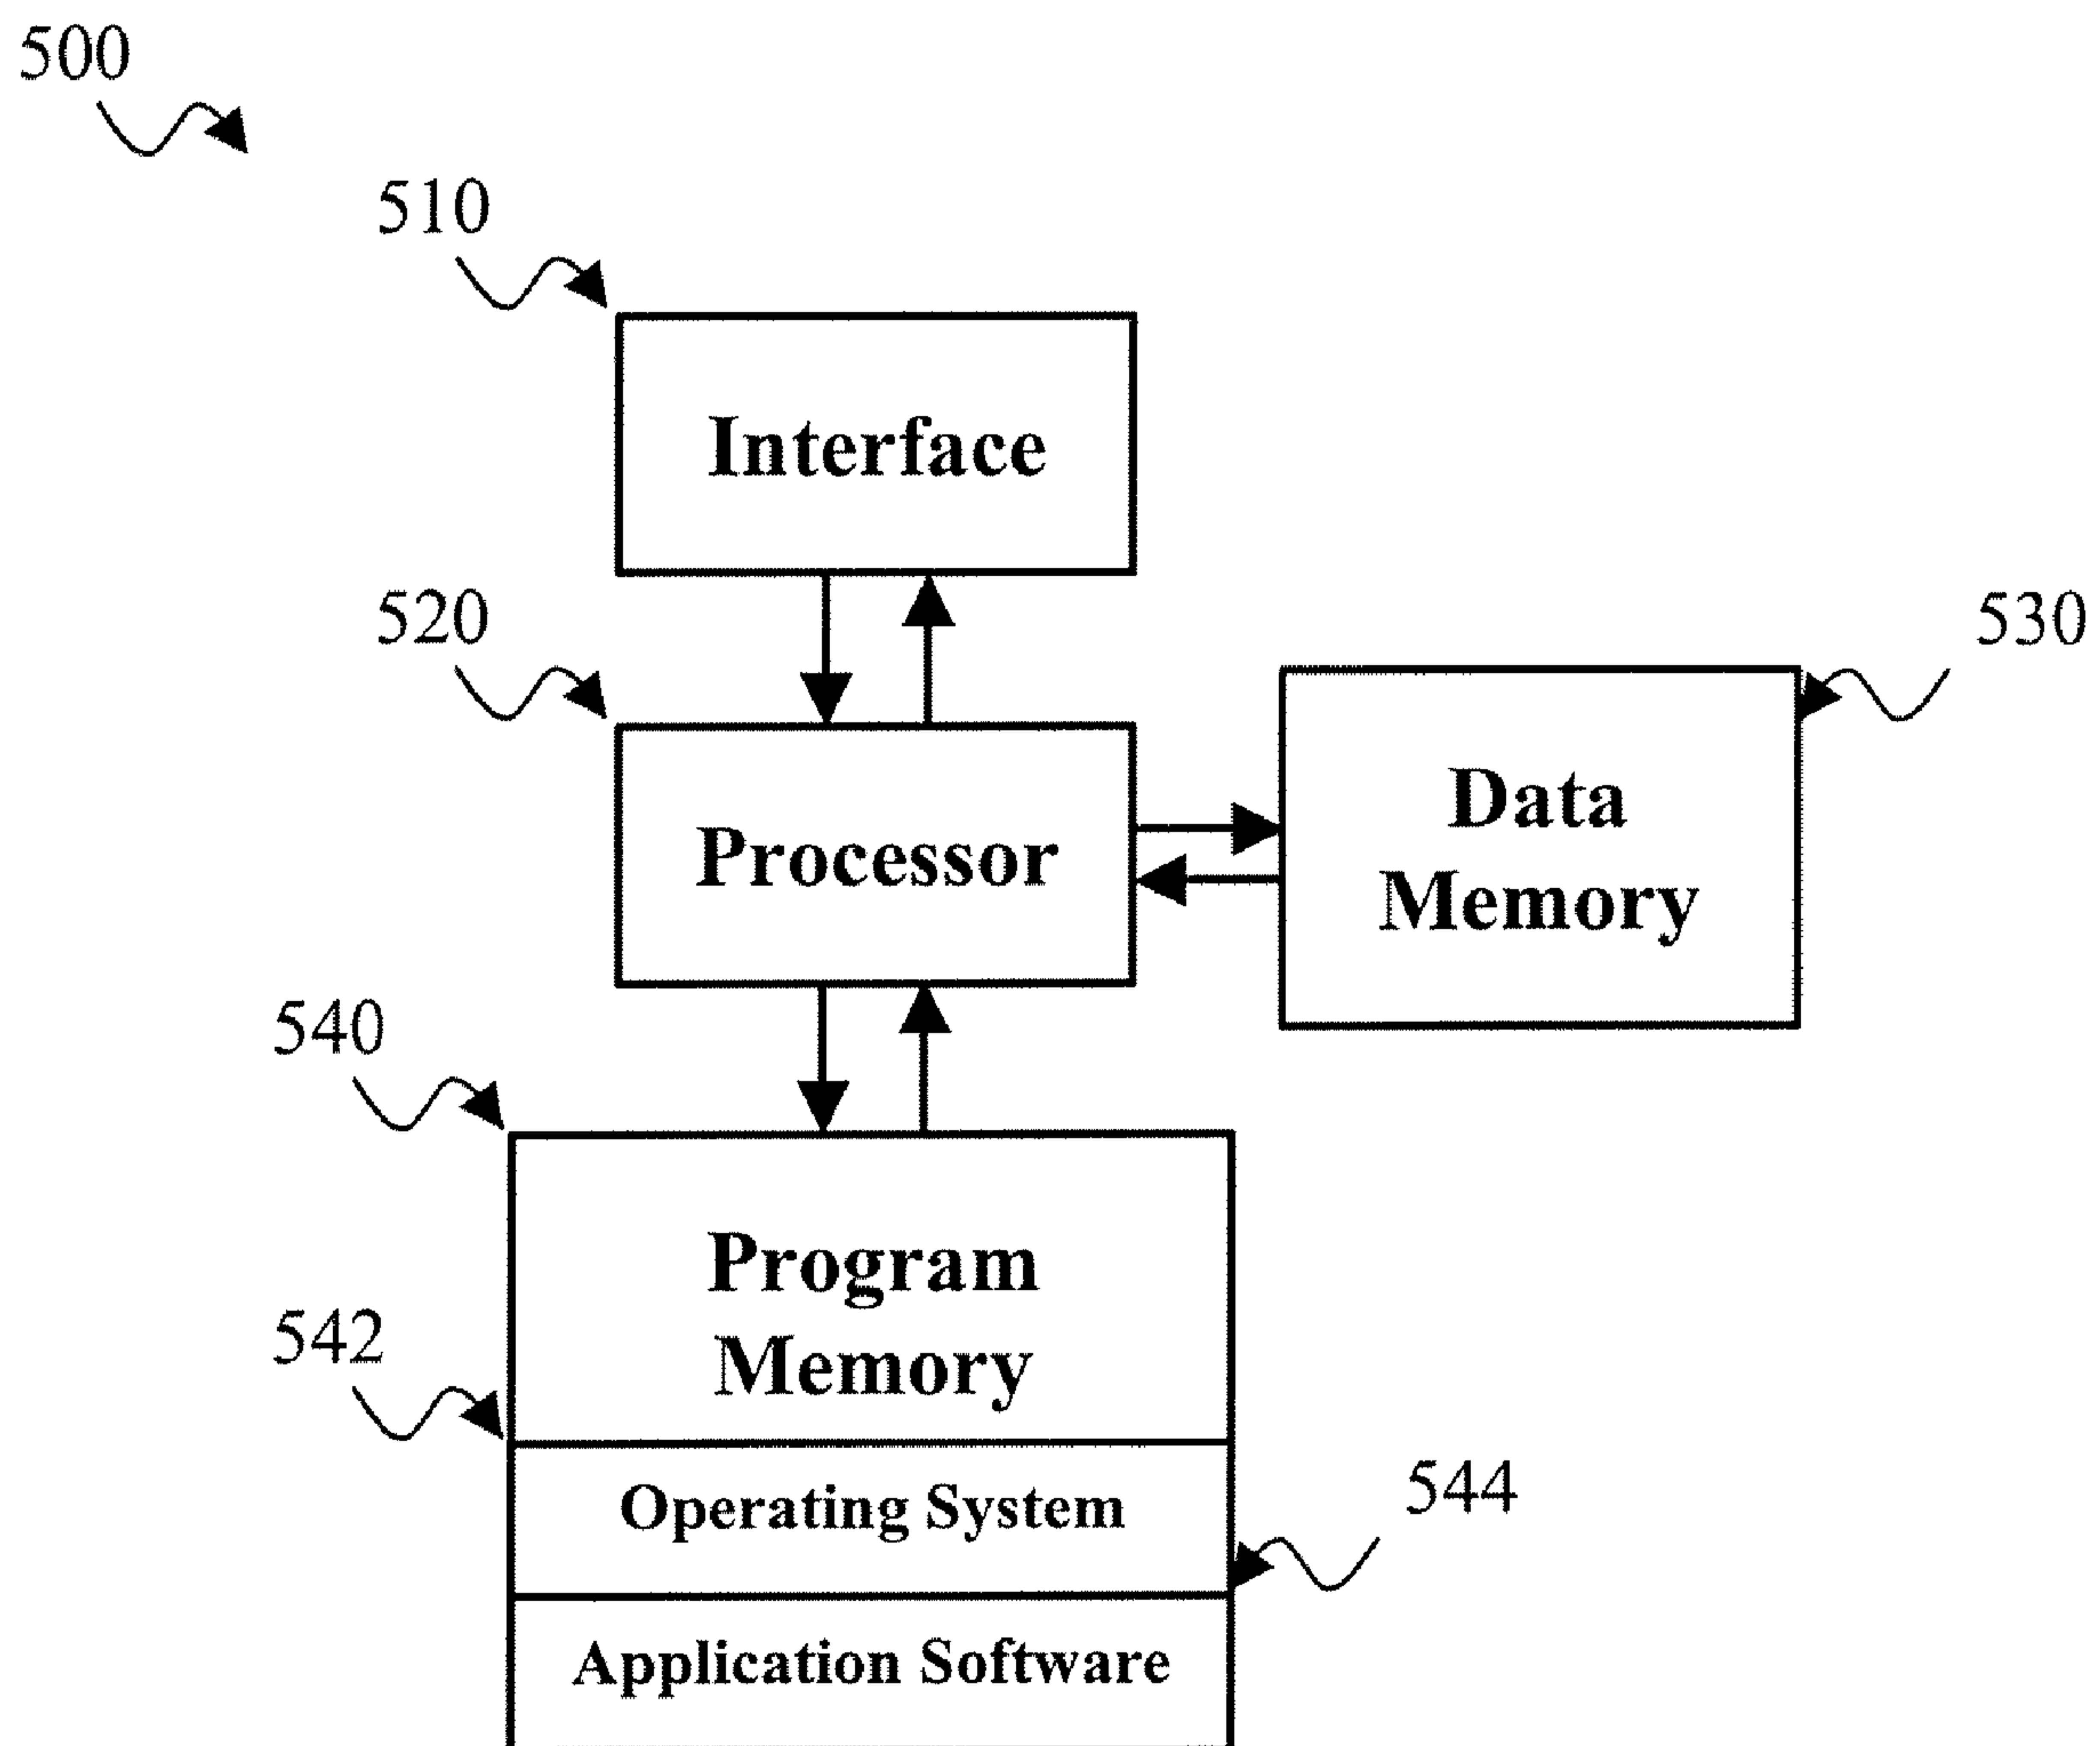 500
510
Interface
520
530
Processor
Data
Memory
540
Program
Memory
542
Operating System
544
Application Software